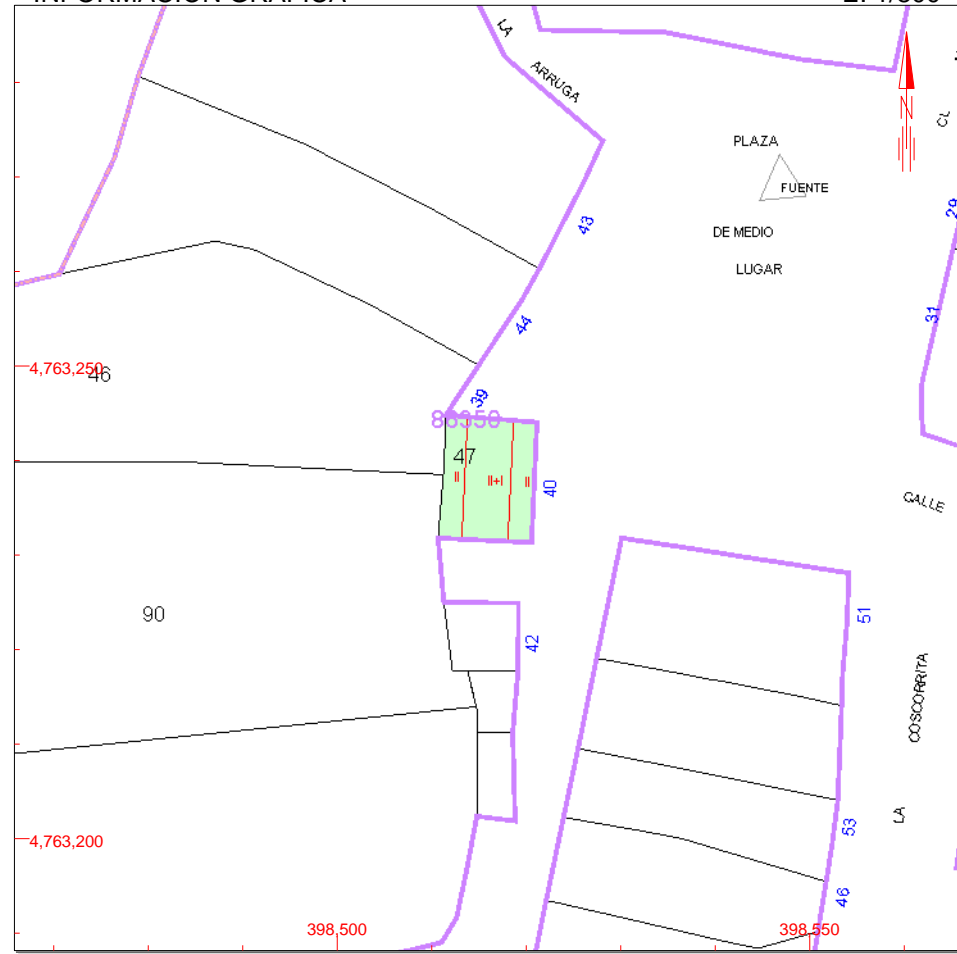 LA
ARRUGA
PLAZA
FUENTE
DE MEDIO
LUGAR
N
CL
29
31
43
44
39
4,763,250
46
86350
47
II
II+I
II
40
CALLE
90
42
51
COSCORRITA
LA
53
46
4,763,200
398,500
398,550